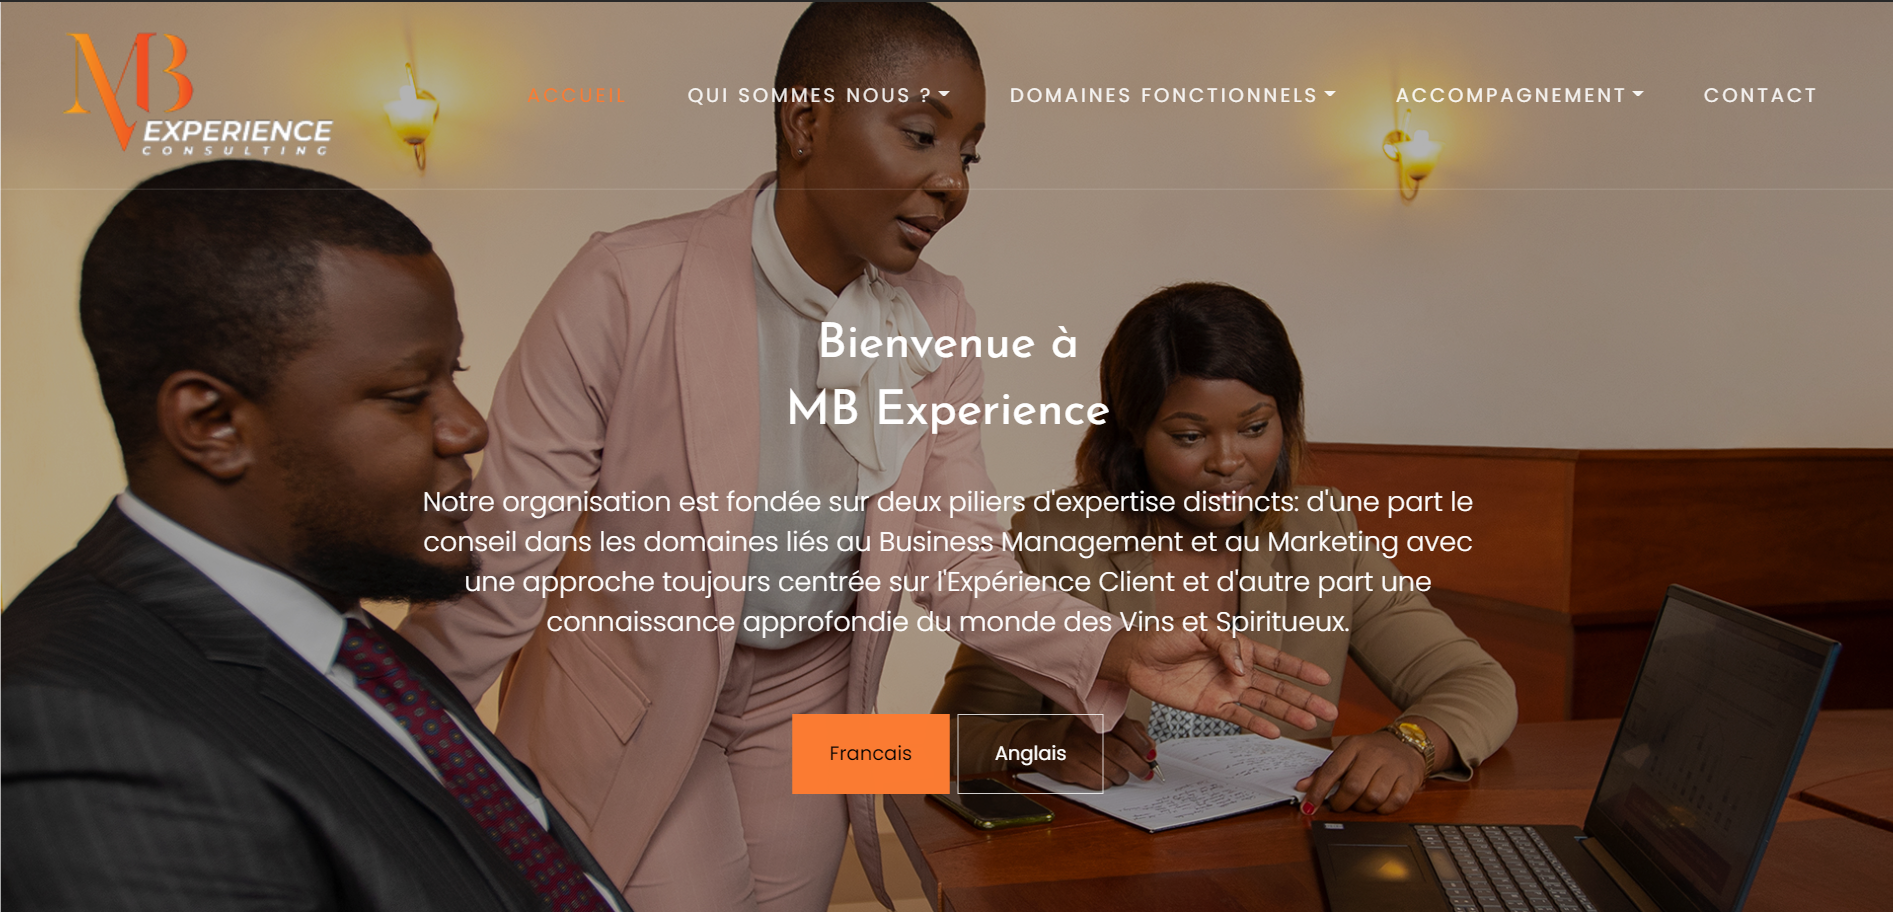 MB
EXPERIENCE
CONSULTING
ACCUEIL
QUI SOMMES NOUS ?
DOMAINES FONCTIONNELS
ACCOMPAGNEMENT
CONTACT
Bienvenue à
MB Experience
Notre organisation est fondée sur deux piliers d'expertise distincts: d'une part le
conseil dans les domaines liés au Business Management et au Marketing avec
une approche toujours centrée sur l'Expérience Client et d'autre part une
connaissance approfondie du monde des Vins et Spiritueux.
Francais
Anglais